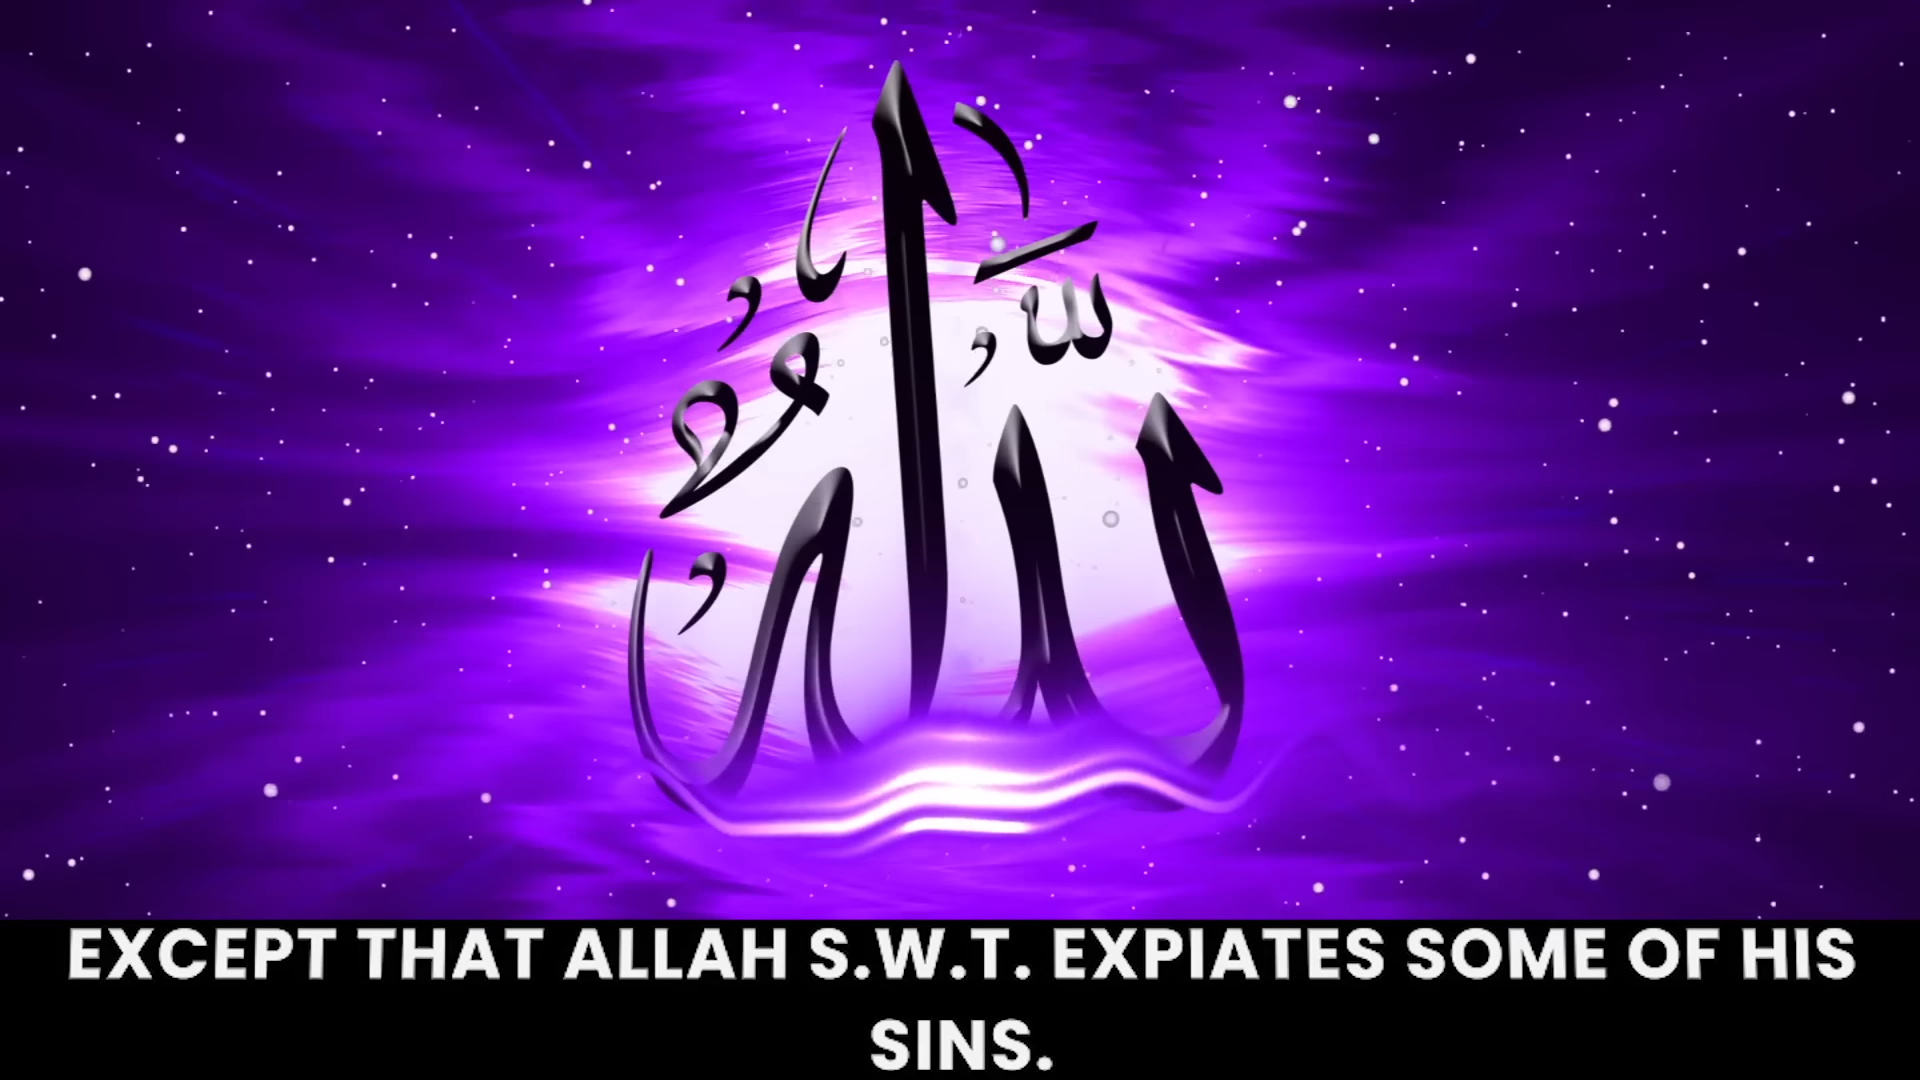 الله
EXCEPT THAT ALLAH S.W.T. EXPIATES SOME OF HIS
SINS.